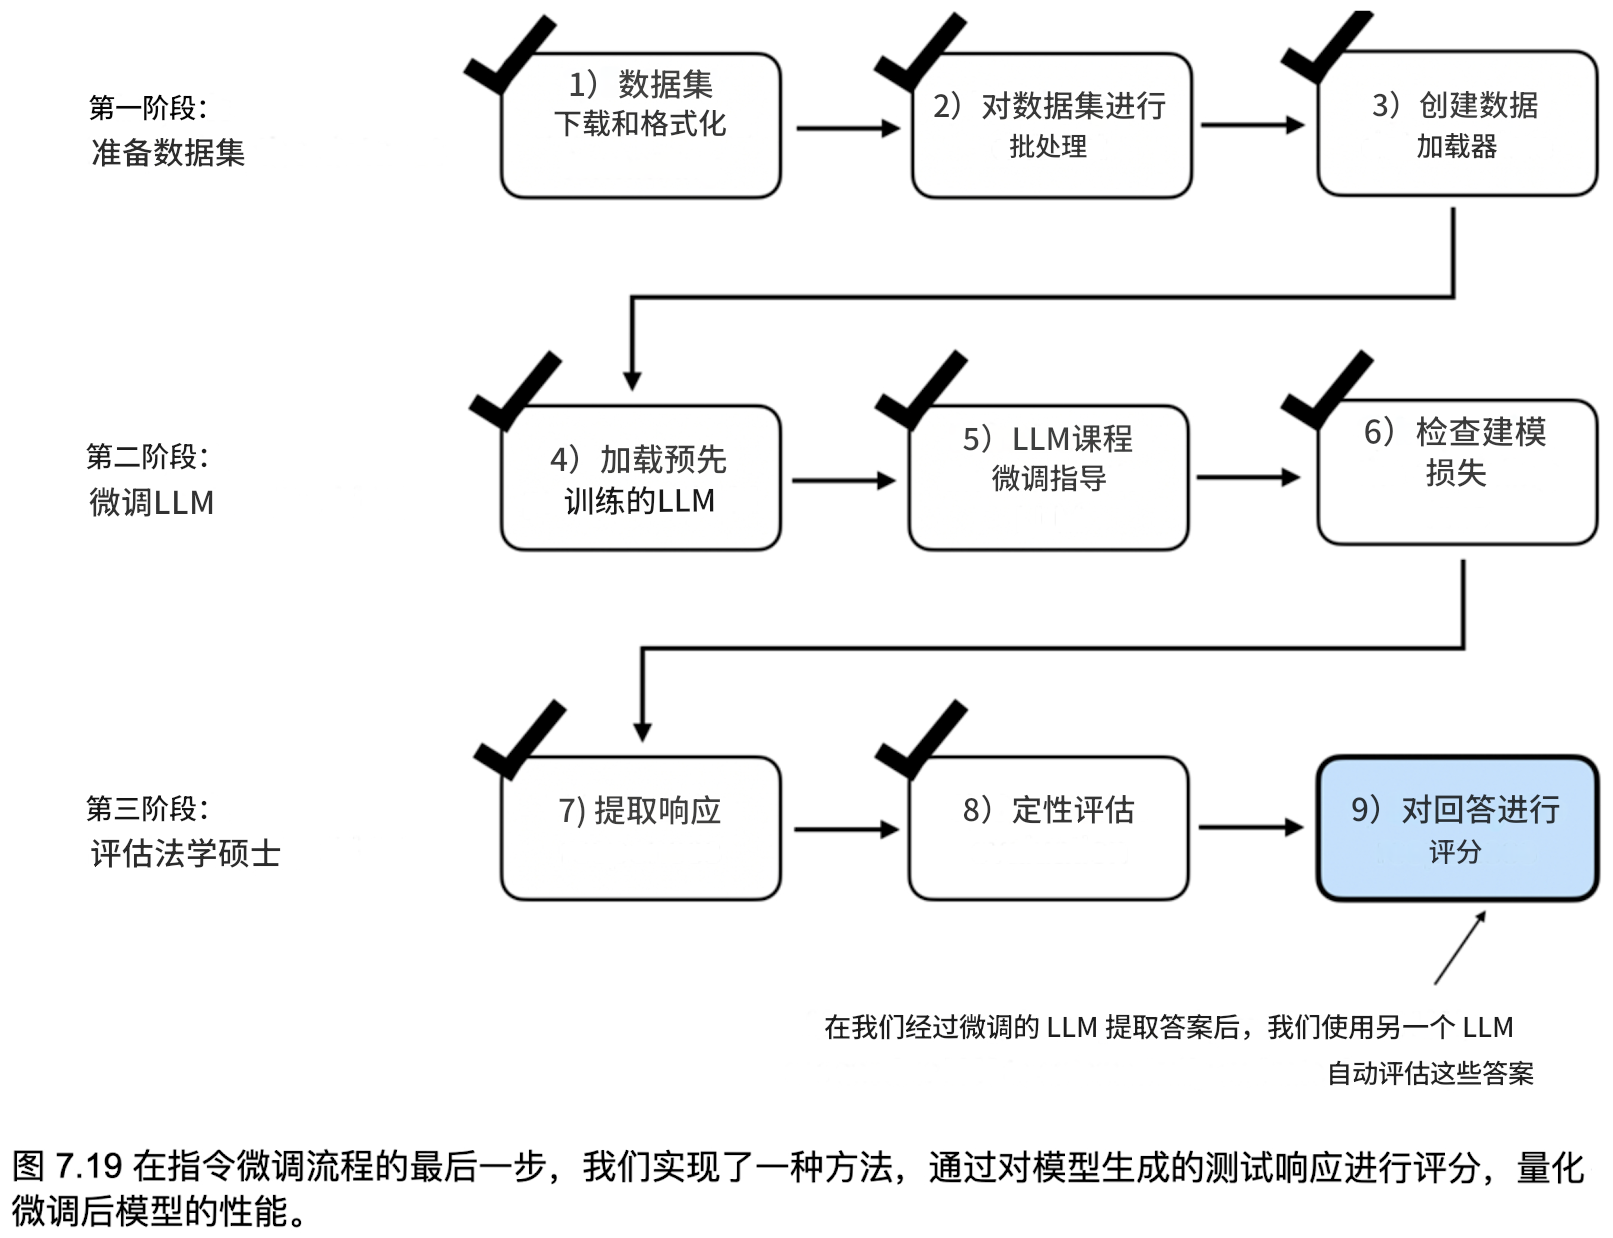 第一阶段：
准备数据集
1）数据集
下载和格式化
2）对数据集进行
批处理
3）创建数据
加载器
第二阶段：
微调LLM
4）加载预先
训练的LLM
5）LLM课程
微调指导
6）检查建模
损失
第三阶段：
评估法学硕士
7) 提取响应
8）定性评估
9）对回答进行
评分
在我们经过微调的 LLM 提取答案后，我们使用另一个 LLM
自动评估这些答案
图 7.19 在指令微调流程的最后一步，我们实现了一种方法，通过对模型生成的测试响应进行评分，量化
微调后模型的性能。